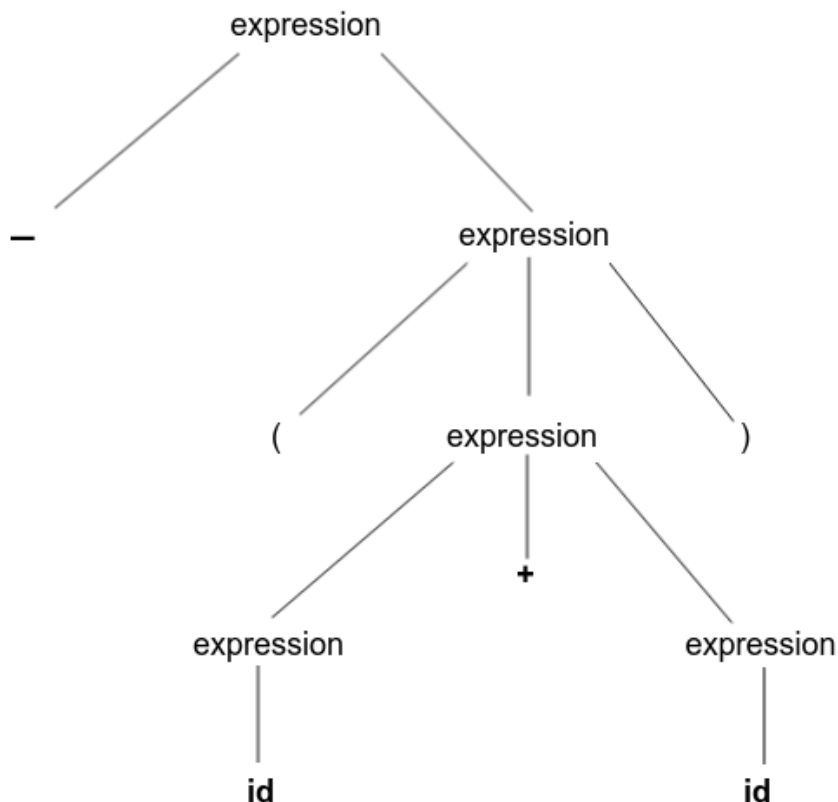 expression
– expression
( expression )
+
expression expression
id id